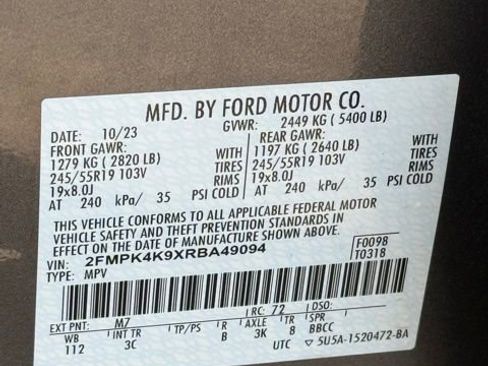 MFD. BY FORD MOTOR CO.
DATE: 10/23 GVWR: 2449 KG ( 5400 LB)
FRONT GAWR: REAR GAWR:
1279 KG ( 2820 LB) WITH 1197 KG ( 2640 LB) WITH
245/55R19 103V TIRES 245/55R19 103V TIRES
19x8.0J RIMS 19x8.0J RIMS
AT 240 kPa/ 35 PSI COLD AT 240 kPa/ 35 PSI COLD
THIS VEHICLE CONFORMS TO ALL APPLICABLE FEDERAL MOTOR
VEHICLE SAFETY AND THEFT PREVENTION STANDARDS IN
EFFECT ON THE DATE OF MANUFACTURE SHOWN ABOVE.
VIN: 2FMPK4K9XRBA49094 F0098
TYPE: MPV T0318
EXT PNT: M7 RC: 72 DSO:
WB INT TR TP/PS R AXLE TR SPR
112 3C B 3K 8 BBCC
UTC 5U5A-1520472-BA